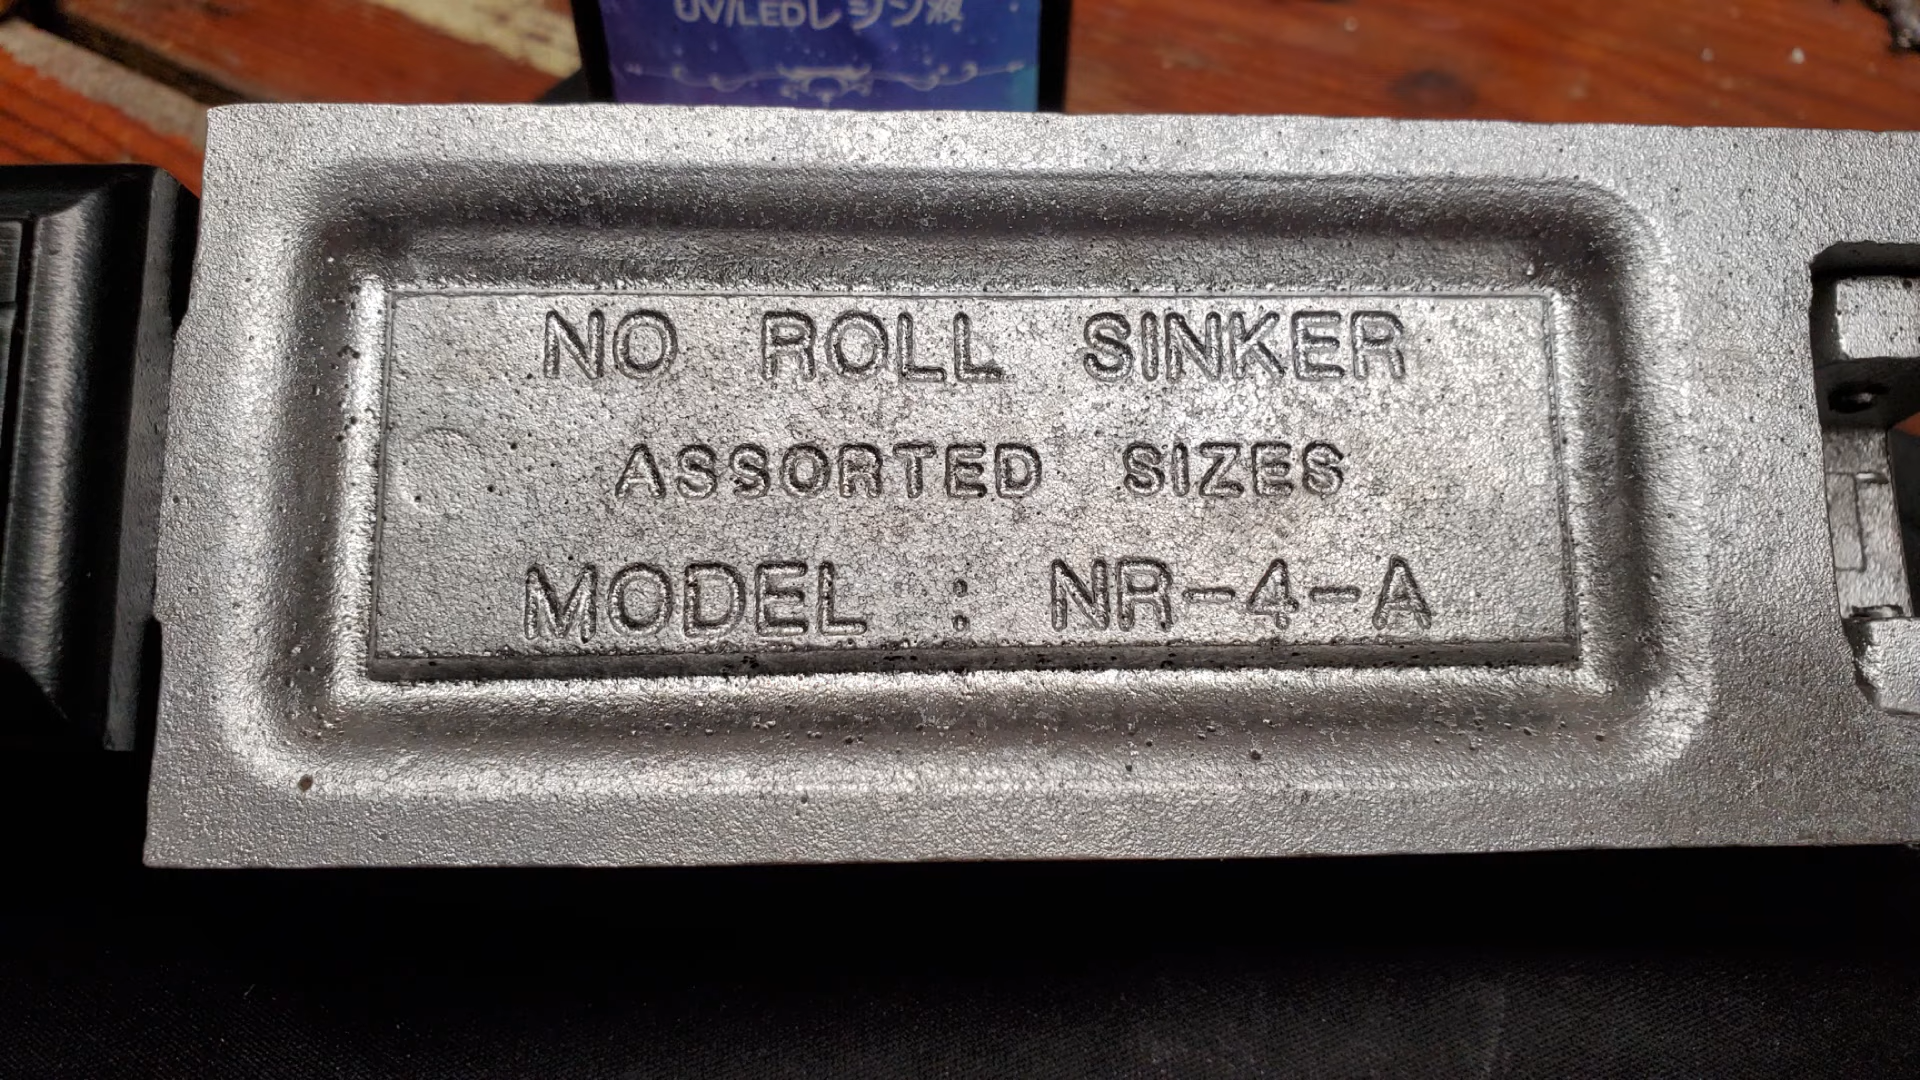 UV/LEDレジン液
NO ROLL SINKER
ASSORTED SIZES
MODEL : NR-4-A